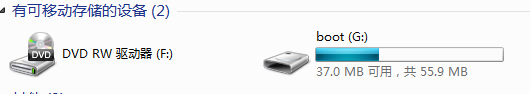 有可移动存储的设备 (2)
DVD
DVD RW 驱动器 (F:)
boot (G:)
37.0 MB 可用，共 55.9 MB